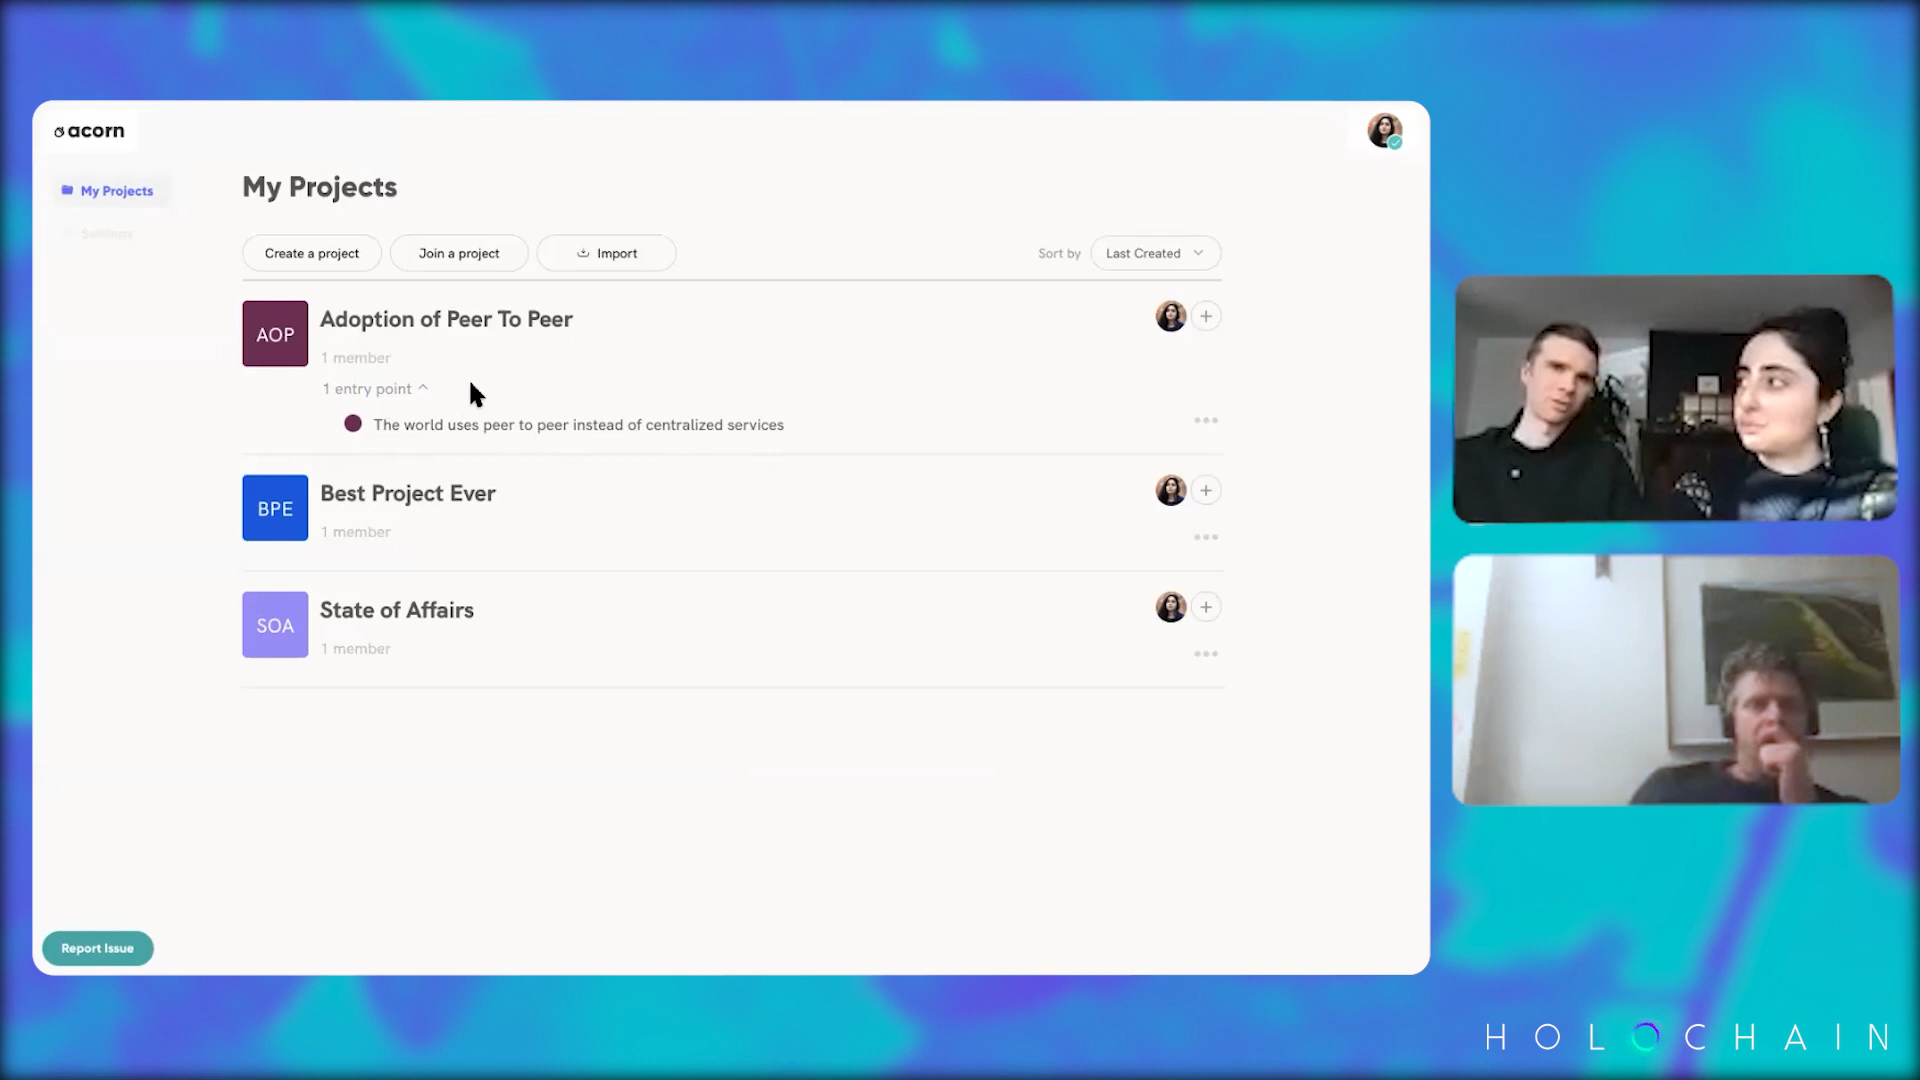 acorn
My Projects
Settings
My Projects
Create a project
Join a project
Import
Sort by
Last Created
AOP
Adoption of Peer To Peer
1 member
1 entry point
The world uses peer to peer instead of centralized services
BPE
Best Project Ever
1 member
SOA
State of Affairs
1 member
Report Issue
HOLOCHAIN